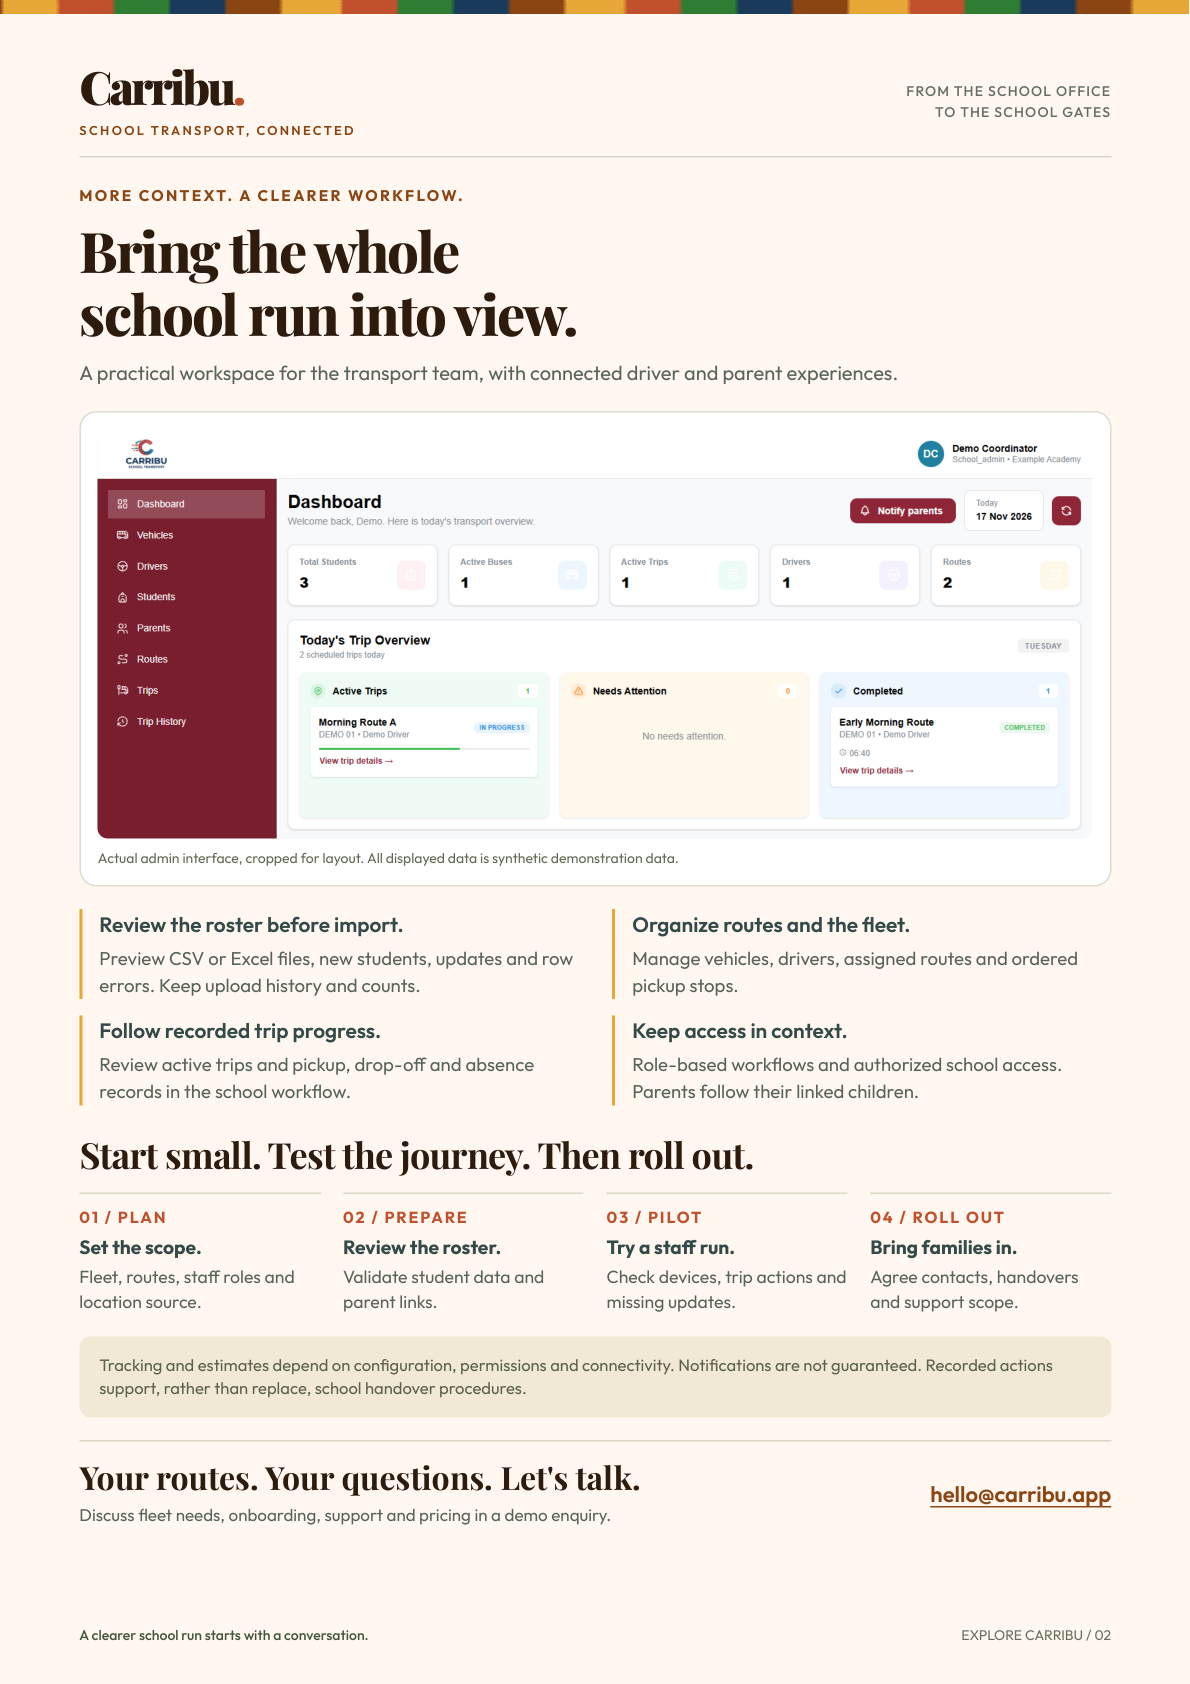 Carribu.
SCHOOL TRANSPORT, CONNECTED
FROM THE SCHOOL OFFICE
TO THE SCHOOL GATES
MORE CONTEXT. A CLEARER WORKFLOW.
Bring the whole
school run into view.
A practical workspace for the transport team, with connected driver and parent experiences.
CARRIBU
SCHOOL TRANSPORT
DC
Demo Coordinator
School_admin • Example Academy
Dashboard
Vehicles
Drivers
Students
Parents
Routes
Trips
Trip History
Dashboard
Welcome back, Demo. Here is today's transport overview.
Notify parents
Today
17 Nov 2026
Total Students
3
Active Buses
1
Active Trips
1
Drivers
1
Routes
2
Today's Trip Overview
2 scheduled trips today
TUESDAY
Active Trips
1
Morning Route A
DEMO 01 • Demo Driver
IN PROGRESS
View trip details →
Needs Attention
0
No needs attention.
Completed
1
Early Morning Route
DEMO 01 • Demo Driver
COMPLETED
06:40
View trip details →
Actual admin interface, cropped for layout. All displayed data is synthetic demonstration data.
Review the roster before import.
Preview CSV or Excel files, new students, updates and row
errors. Keep upload history and counts.
Organize routes and the fleet.
Manage vehicles, drivers, assigned routes and ordered
pickup stops.
Follow recorded trip progress.
Review active trips and pickup, drop-off and absence
records in the school workflow.
Keep access in context.
Role-based workflows and authorized school access.
Parents follow their linked children.
Start small. Test the journey. Then roll out.
01 / PLAN
Set the scope.
Fleet, routes, staff roles and
location source.
02 / PREPARE
Review the roster.
Validate student data and
parent links.
03 / PILOT
Try a staff run.
Check devices, trip actions and
missing updates.
04 / ROLL OUT
Bring families in.
Agree contacts, handovers
and support scope.
Tracking and estimates depend on configuration, permissions and connectivity. Notifications are not guaranteed. Recorded actions
support, rather than replace, school handover procedures.
Your routes. Your questions. Let's talk.
Discuss fleet needs, onboarding, support and pricing in a demo enquiry.
hello@carribu.app
A clearer school run starts with a conversation.
EXPLORE CARRIBU / 02